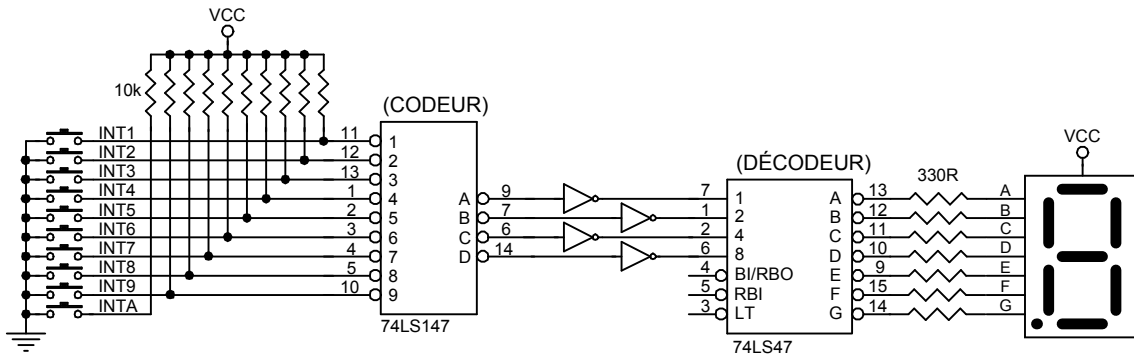 VCC
10k
(CODEUR)
INT1 11 1
INT2 12 2
INT3 13 3
INT4 1 4
INT5 2 5
INT6 3 6
INT7 4 7
INT8 5 8
INT9 10 9
INTA
A 9
B 7
C 6
D 14
74LS147
(DÉCODEUR)
7 1
1 2
2 4
6 8
4 BI/RBO
5 RBI
3 LT
A 13
B 12
C 11
D 10
E 9
F 15
G 14
74LS47
330R
VCC
A
B
C
D
E
F
G